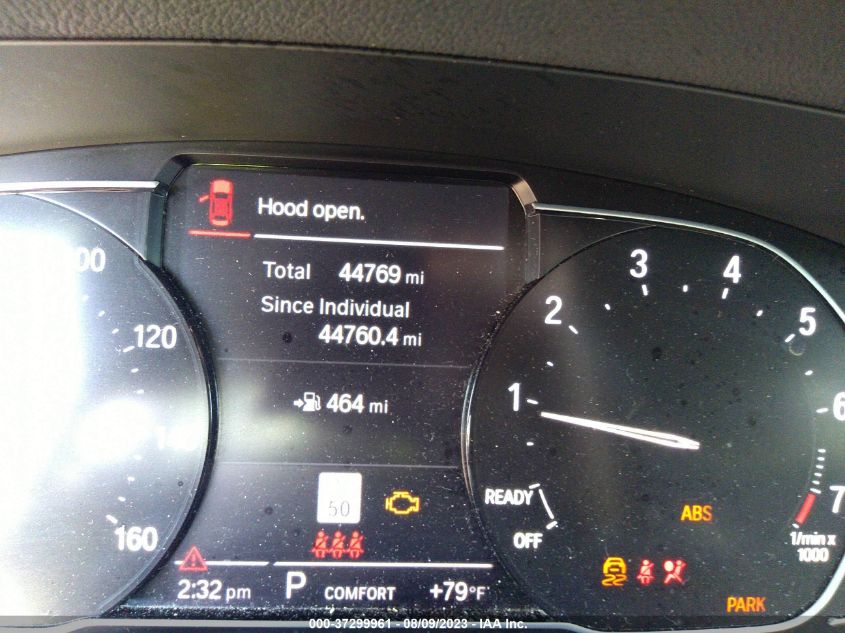 Hood open.
Total 44769 mi
Since Individual
44760.4 mi
464 mi
50
2:32 pm P COMFORT +79°F
120
160
1
2
3
4
5
6
7
1/min x
1000
READY
OFF
ABS
PARK
000-37299961 - 08/09/2023 - IAA Inc.